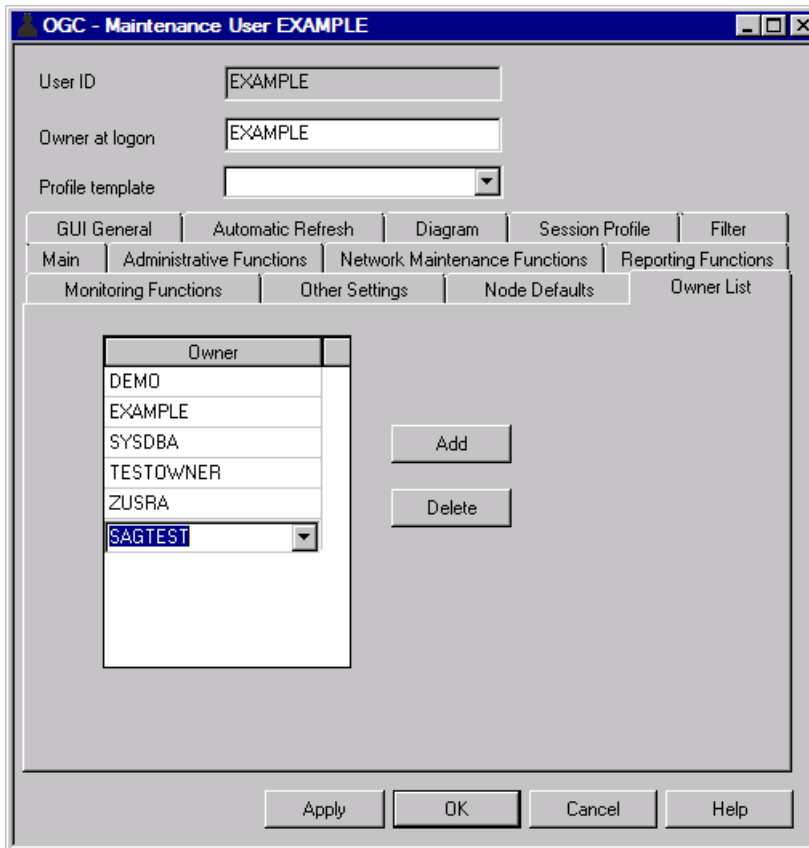 OGC - Maintenance User EXAMPLE
User ID EXAMPLE
Owner at logon EXAMPLE
Profile template
GUI General Automatic Refresh Diagram Session Profile Filter
Main Administrative Functions Network Maintenance Functions Reporting Functions
Monitoring Functions Other Settings Node Defaults Owner List
Owner
DEMO
EXAMPLE
SYSDBA
TESTOWNER
ZUSRA
SAGTEST
Add
Delete
Apply OK Cancel Help